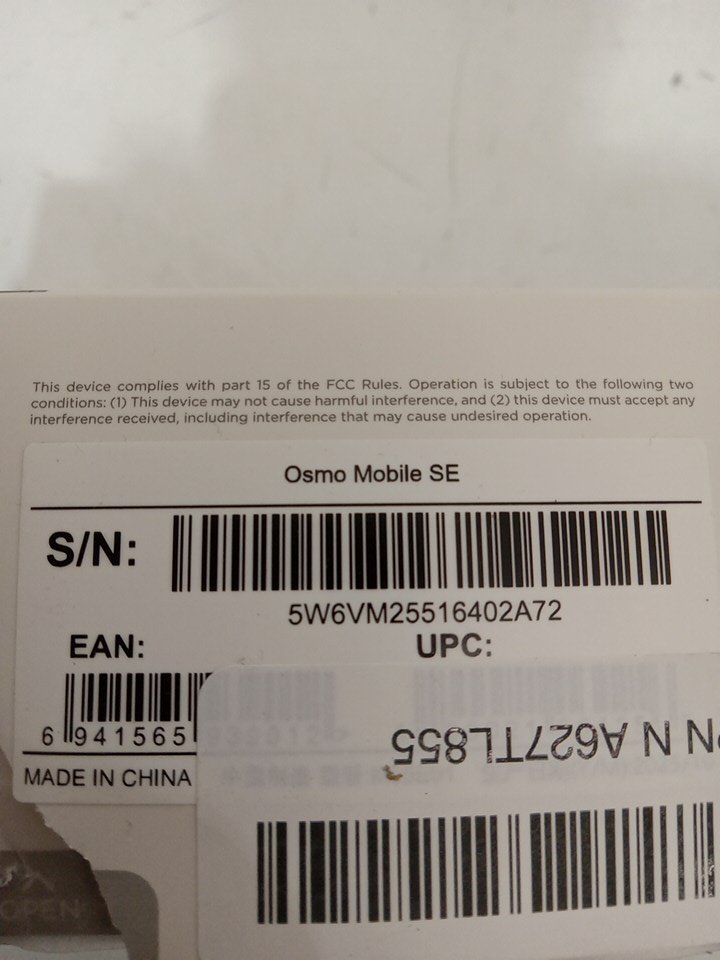 This device complies with part 15 of the FCC Rules. Operation is subject to the following two
conditions: (1) This device may not cause harmful interference, and (2) this device must accept any
interference received, including interference that may cause undesired operation.
Osmo Mobile SE
S/N:
5W6VM25516402A72
EAN: UPC:
6 941565
MADE IN CHINA
N N A627TL855
OPEN